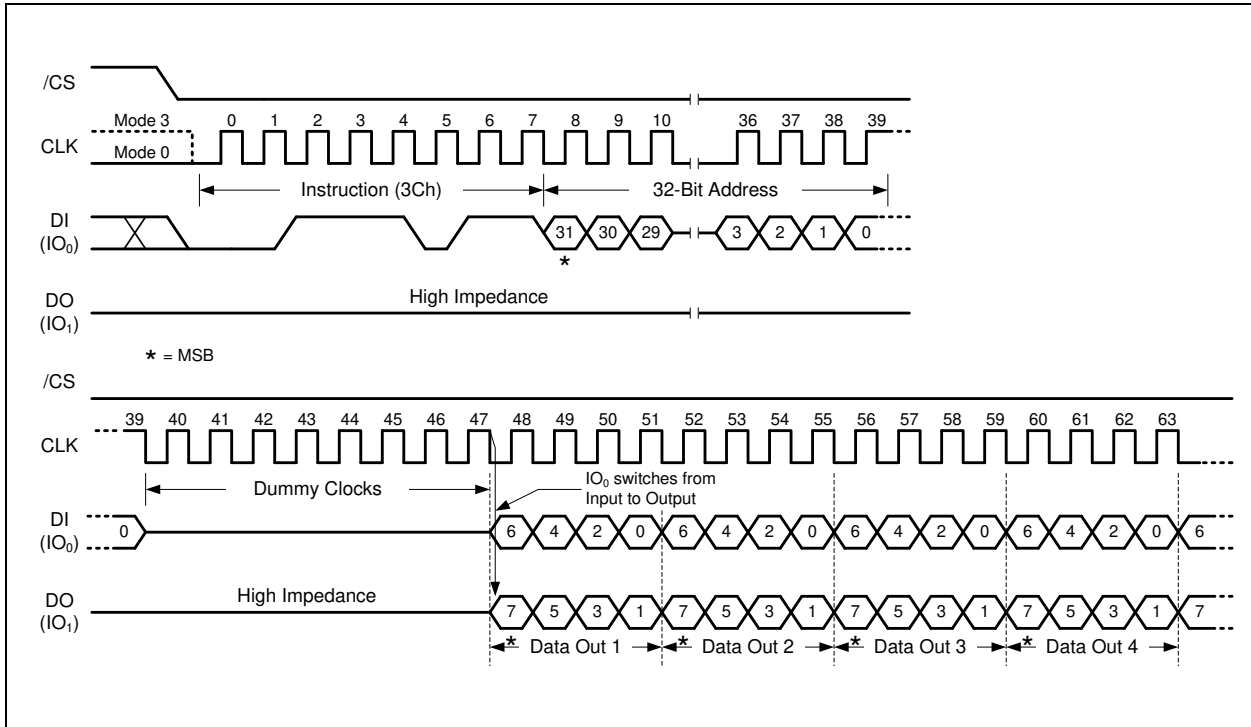 /CS
Mode 3 0 1 2 3 4 5 6 7 8 9 10 36 37 38 39
CLK
Mode 0
Instruction (3Ch) 32-Bit Address
DI
(IO₀)
31 30 29 3 2 1 0
*
High Impedance
DO
(IO₁)
* = MSB
/CS
39 40 41 42 43 44 45 46 47 48 49 50 51 52 53 54 55 56 57 58 59 60 61 62 63
CLK
Dummy Clocks
IO₀ switches from
Input to Output
DI
(IO₀)
0 6 4 2 0 6 4 2 0 6 4 2 0 6 4 2 0 6
High Impedance
DO
(IO₁)
7 5 3 1 7 5 3 1 7 5 3 1 7 5 3 1 7
* Data Out 1 * Data Out 2 * Data Out 3 * Data Out 4